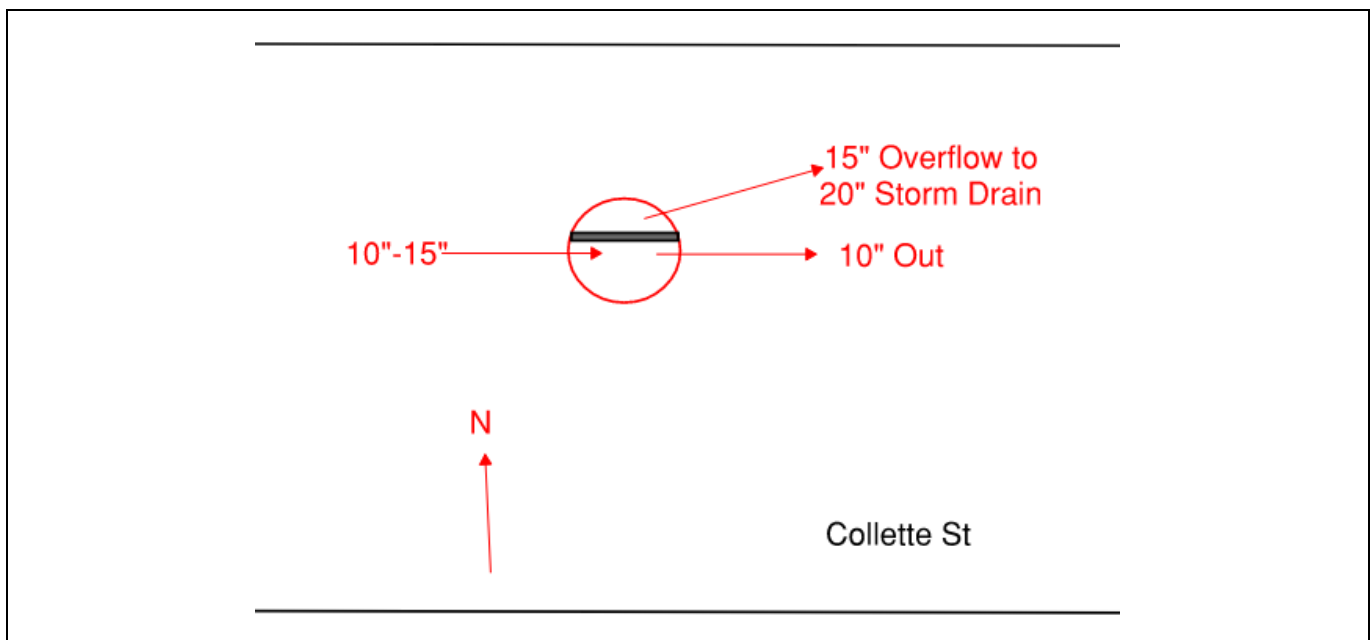 15" Overflow to
20" Storm Drain
10"-15"
10" Out
N
Collette St